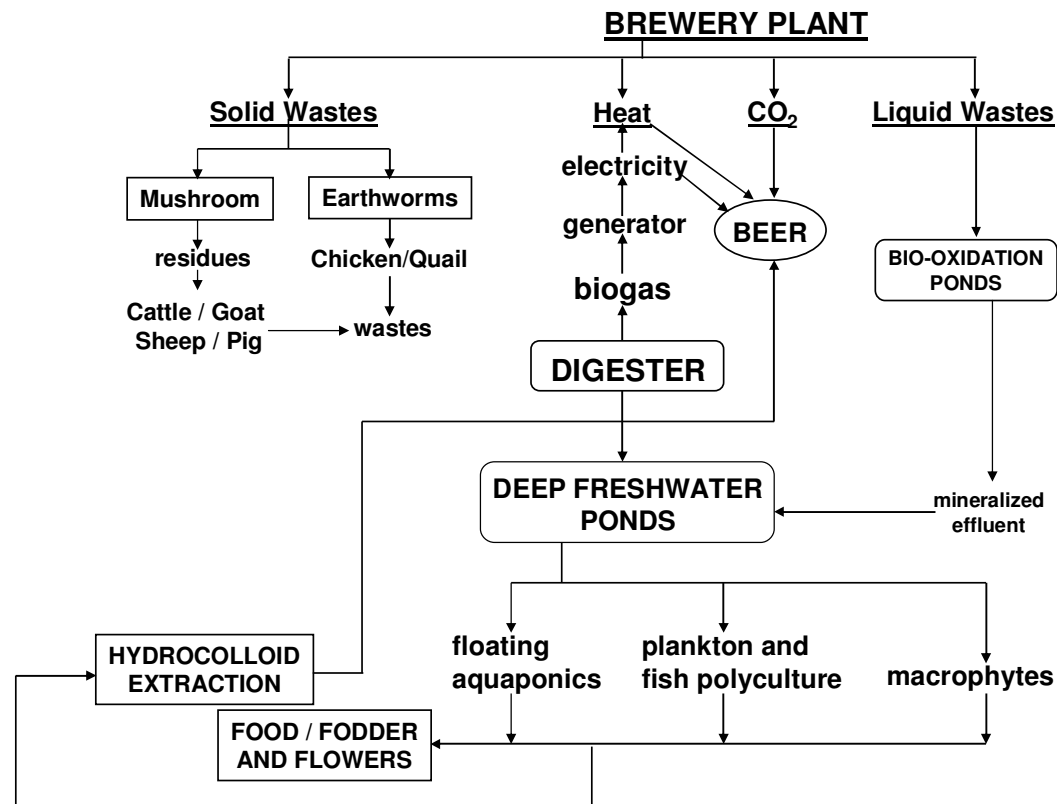 BREWERY PLANT
Solid Wastes
Heat
CO₂
Liquid Wastes
electricity
Mushroom
Earthworms
generator
BEER
residues
Chicken/Quail
BIO-OXIDATION
PONDS
biogas
Cattle / Goat
Sheep / Pig
wastes
DIGESTER
DEEP FRESHWATER
PONDS
mineralized
effluent
floating
aquaponics
plankton and
fish polyculture
macrophytes
HYDROCOLLOID
EXTRACTION
FOOD / FODDER
AND FLOWERS